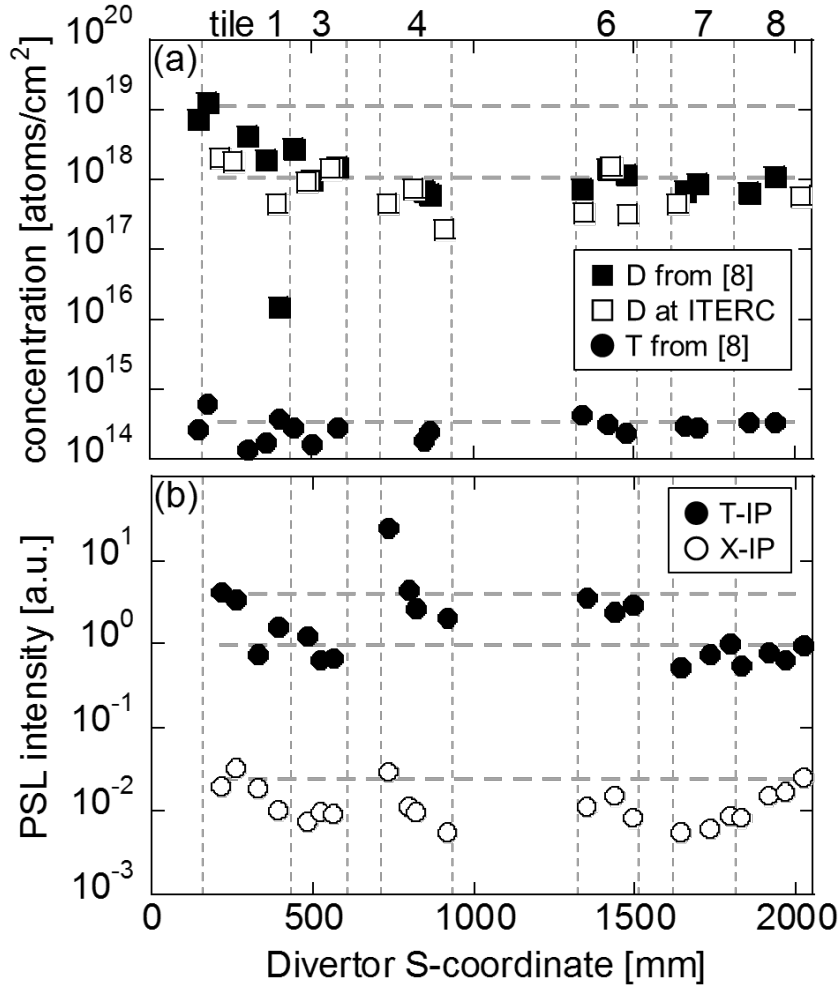 tile 1 3 4 6 7 8
(a)
10^20
10^19
10^18
10^17
10^16
10^15
10^14
concentration [atoms/cm^2]
D from [8]
D at ITERC
T from [8]
(b)
10^1
10^0
10^-1
10^-2
10^-3
PSL intensity [a.u.]
T-IP
X-IP
0 500 1000 1500 2000
Divertor S-coordinate [mm]